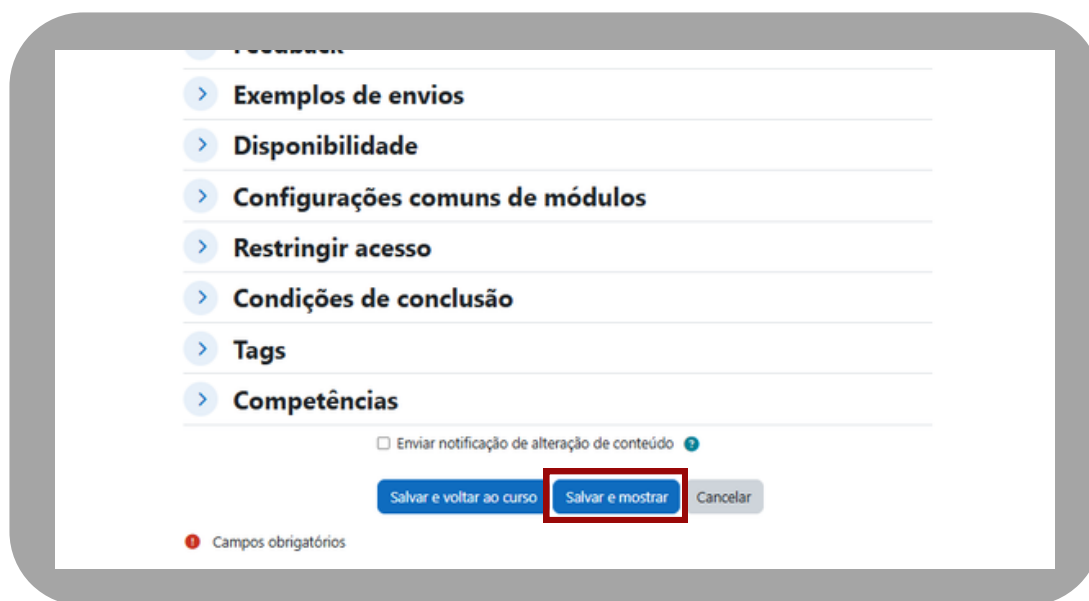 Exemplos de envios
Disponibilidade
Configurações comuns de módulos
Restringir acesso
Condições de conclusão
Tags
Competências
Enviar notificação de alteração de conteúdo ?
Salvar e voltar ao curso Salvar e mostrar Cancelar
! Campos obrigatórios